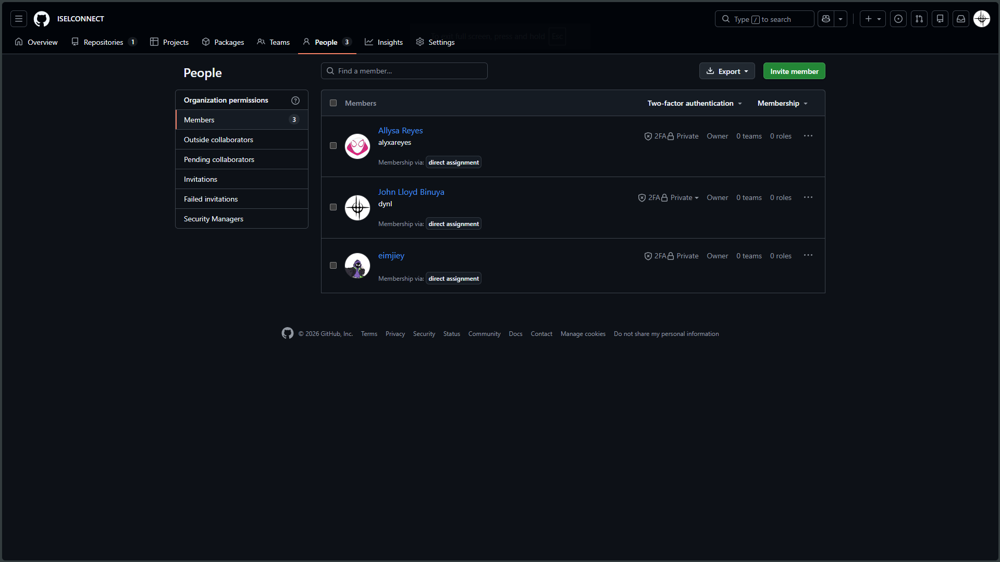 ISELCONNECT
Type / to search
Overview
Repositories 1
Projects
Packages
Teams
People 3
Insights
Settings
To exit full screen, press and hold Esc
People
Find a member...
Export
Invite member
Organization permissions
Members 3
Outside collaborators
Pending collaborators
Invitations
Failed invitations
Security Managers
Members
Two-factor authentication
Membership
Allysa Reyes
alyxareyes
Membership via: direct assignment
2FA Private Owner 0 teams 0 roles
John Lloyd Binuya
dynl
Membership via: direct assignment
2FA Private Owner 0 teams 0 roles
eimjiey
Membership via: direct assignment
2FA Private Owner 0 teams 0 roles
© 2026 GitHub, Inc. Terms Privacy Security Status Community Docs Contact Manage cookies Do not share my personal information